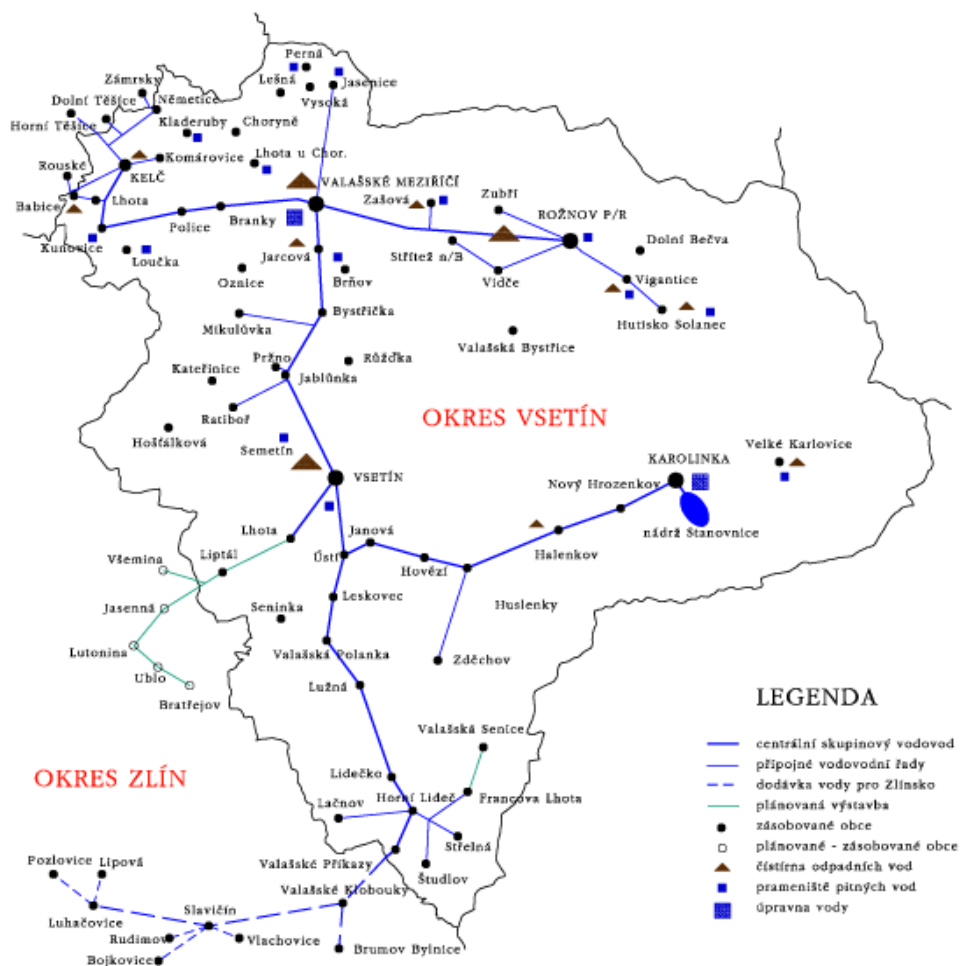 Perná
Zámrsky
Lešná
Jasenice
Dolní Těšice
Němetice
Vysoká
Horní Těšice
Kladeruby
Choryně
Rouské
Komárovice
Lhota u Chor.
KELČ
VALAŠSKÉ MEZIŘÍČÍ
Babice
Lhota
Zašová
Zubří
Branky
ROŽNOV P/R
Police
Kunovice
Loučka
Jarcová
Střítež n/B
Dolní Bečva
Oznice
Brňov
Vidče
Vigantice
Bystřička
Hutisko Solanec
Mikulůvka
Valašská Bystřice
Pržno
Růžďka
Kateřinice
Jablůnka
Ratiboř
OKRES VSETÍN
Hošťálková
Semetín
Velké Karlovice
KAROLINKA
VSETÍN
Nový Hrozenkov
Lhota
Janová
nádrž Stanovnice
Všemina
Liptál
Ústí
Halenkov
Hovězí
Jasenná
Seninka
Leskovec
Huslenky
Lutonina
Valašská Polanka
Zděchov
Ublo
Lužná
Bratřejov
LEGENDA
Valašská Senice
centrální skupinový vodovod
OKRES ZLÍN
Lidečko
přípojné vodovodní řady
dodávka vody pro Zlínsko
Lačnov
Horní Lideč
Francova Lhota
plánovaná výstavba
zásobované obce
Střelná
plánované - zásobované obce
Pozlovice
Lipová
Valašské Příkazy
Študlov
čístírna odpadních vod
Valašské Klobouky
prameniště pitných vod
Slavičín
úpravna vody
Luhačovice
Rudimov
Vlachovice
Brumov Bylnice
Bojkovice